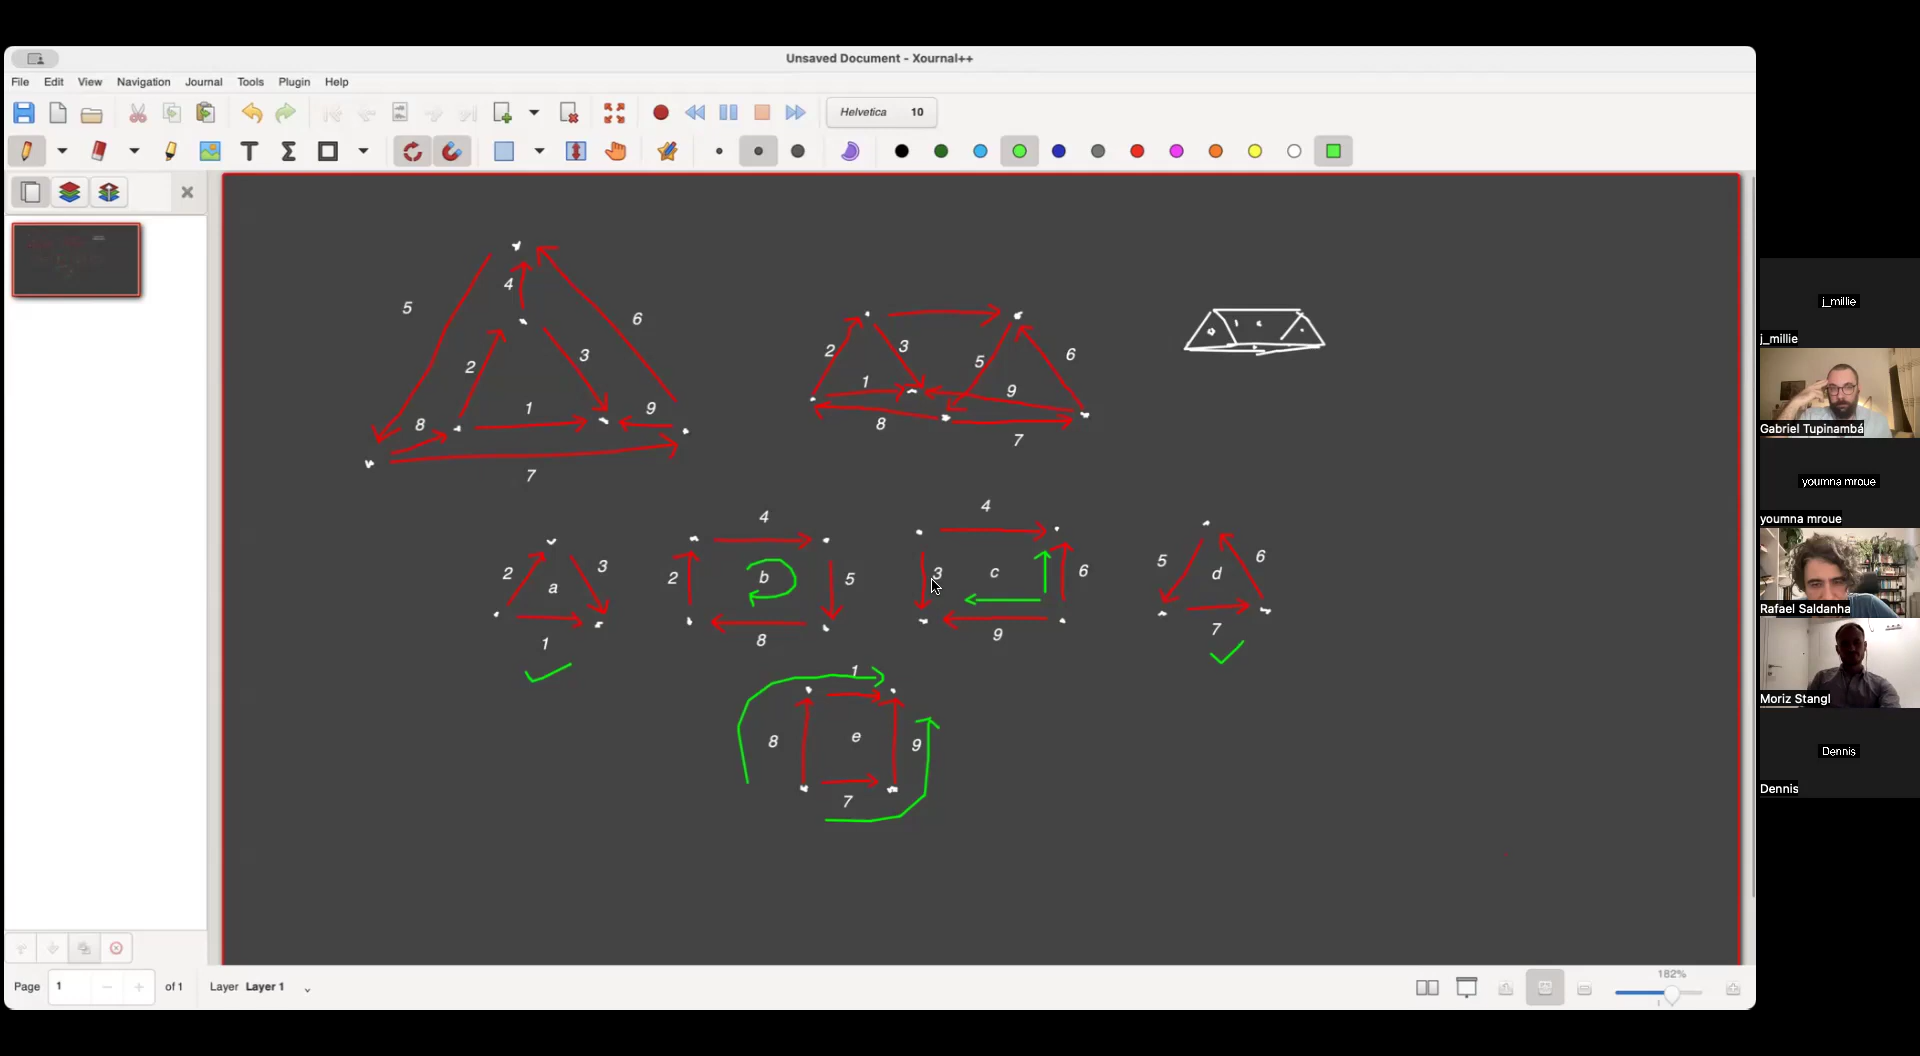 Unsaved Document - Xournal++
File Edit View Navigation Journal Tools Plugin Help
Helvetica 10
5 4 6 2 3 8 1 9 7
2 3 5 6 1 9 8 7
2 3 a 1
4 2 b 5 8
4 3 c 6 9
5 6 d 7
1 8 e 9 7
Page 1 of 1 Layer Layer 1
182%
j_millie
j_millie
Gabriel Tupinambá
youmna mroue
youmna mroue
Rafael Saldanha
Moriz Stangl
Dennis
Dennis